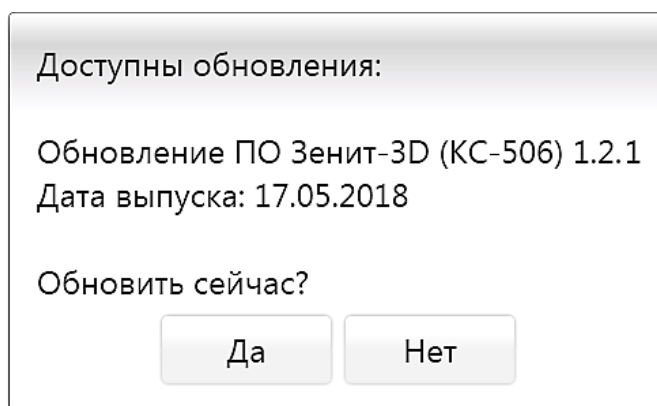 Доступны обновления:
Обновление ПО Зенит-3D (КС-506) 1.2.1
Дата выпуска: 17.05.2018
Обновить сейчас?
Да
Нет